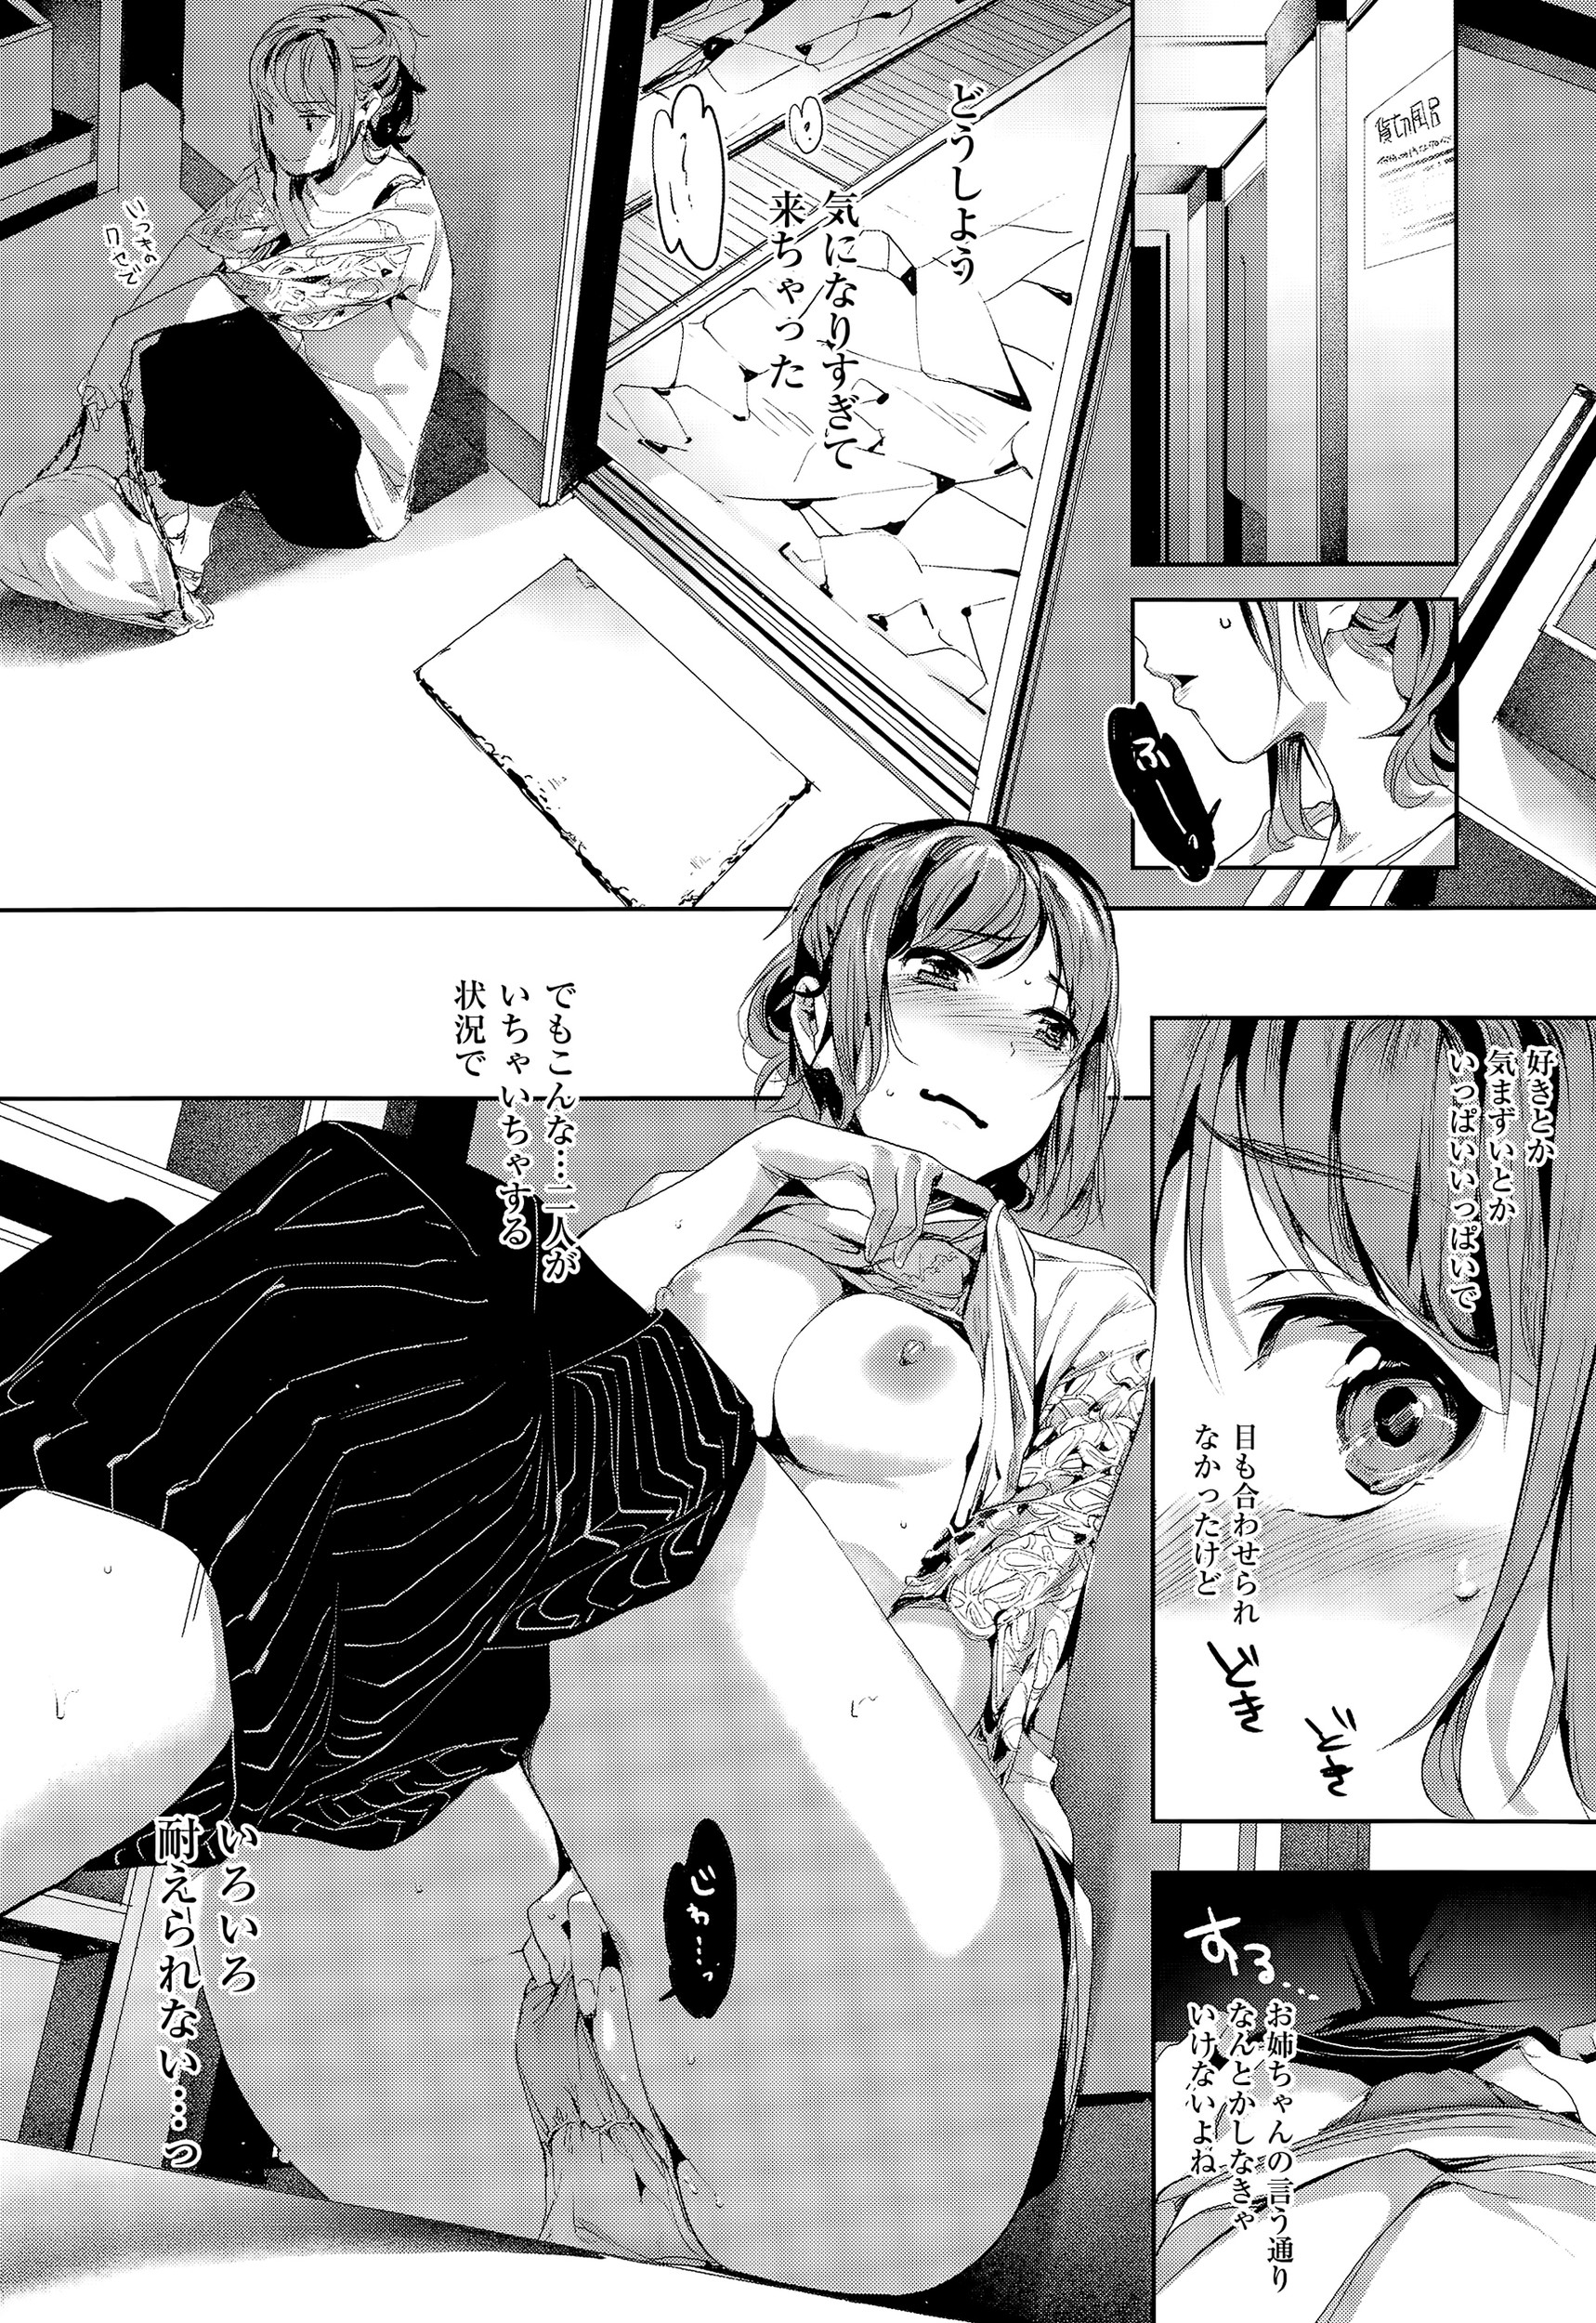 貸切風呂
どうしよう
気になりすぎて
来ちゃった
いつきの
クセで
ふーー…
好きとか
気まずいとか
いっぱいいっぱいで
目も合わせられ
なかったけど
どき
どき
でもこんな…二人が
いちゃいちゃする
状況で
する…
お姉ちゃんの言う通り
なんとかしなきゃ
いけないよね
じわ…っ
いろいろ
耐えられない…っ